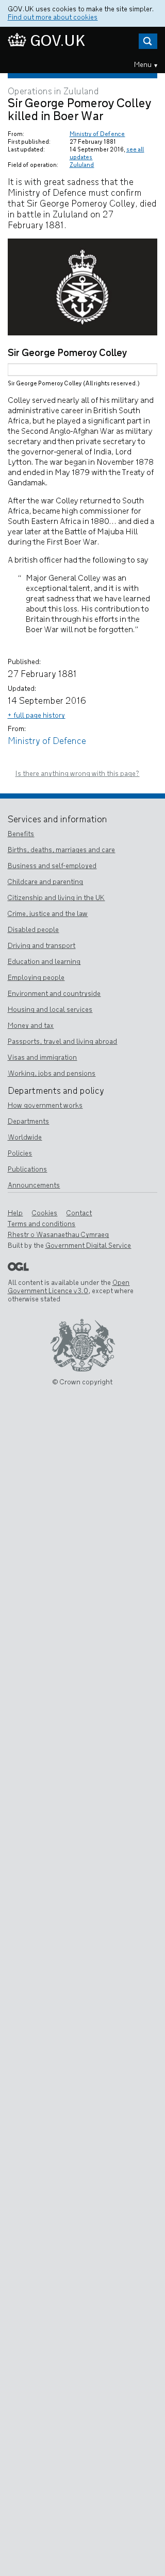 GOV.UK uses cookies to make the site simpler.
Find out more about cookies
GOV.UK
Menu ▼
Operations in Zululand
Sir George Pomeroy Colley
killed in Boer War
From: Ministry of Defence
First published: 27 February 1881
Last updated: 14 September 2016, see all
updates
Field of operation: Zululand
It is with great sadness that the
Ministry of Defence must confirm
that Sir George Pomeroy Colley, died
in battle in Zululand on 27
February 1881.
Sir George Pomeroy Colley
Sir George Pomeroy Colley (All rights reserved.)
Colley served nearly all of his military and
administrative career in British South
Africa, but he played a significant part in
the Second Anglo-Afghan War as military
secretary and then private secretary to
the governor-general of India, Lord
Lytton. The war began in November 1878
and ended in May 1879 with the Treaty of
Gandamak.
After the war Colley returned to South
Africa, became high commissioner for
South Eastern Africa in 1880... and died a
year later at the Battle of Majuba Hill
during the First Boer War.
A british officer had the following to say
“ Major General Colley was an
exceptional talent, and it is with
great sadness that we have lost
such a bright spark in the army,
but his contributions to Britain
through his efforts in the Boer
War will not be forgotten."
Published:
27 February 1881
Updated:
14 September 2016
+ full page history
From:
Ministry of Defence
Is there anything wrong with this page?
Services and information
Benefits
Births, deaths, marriages and care
Business and self-employed
Childcare and parenting
Citizenship and living in the UK
Crime, justice and the law
Disabled people
Driving and transport
Education and learning
Employing people
Environment and countryside
Housing and local services
Money and tax
Passports, travel and living abroad
Visas and immigration
Working, jobs and pensions
Departments and policy
How government works
Departments
Worldwide
Policies
Publications
Announcements
Help Cookies Contact
Terms and conditions
Rhestr o Wasanaethau Cymraeg
Built by the Government Digital Service
OGL
All content is available under the Open
Government Licence v3.0, except where
otherwise stated
© Crown copyright